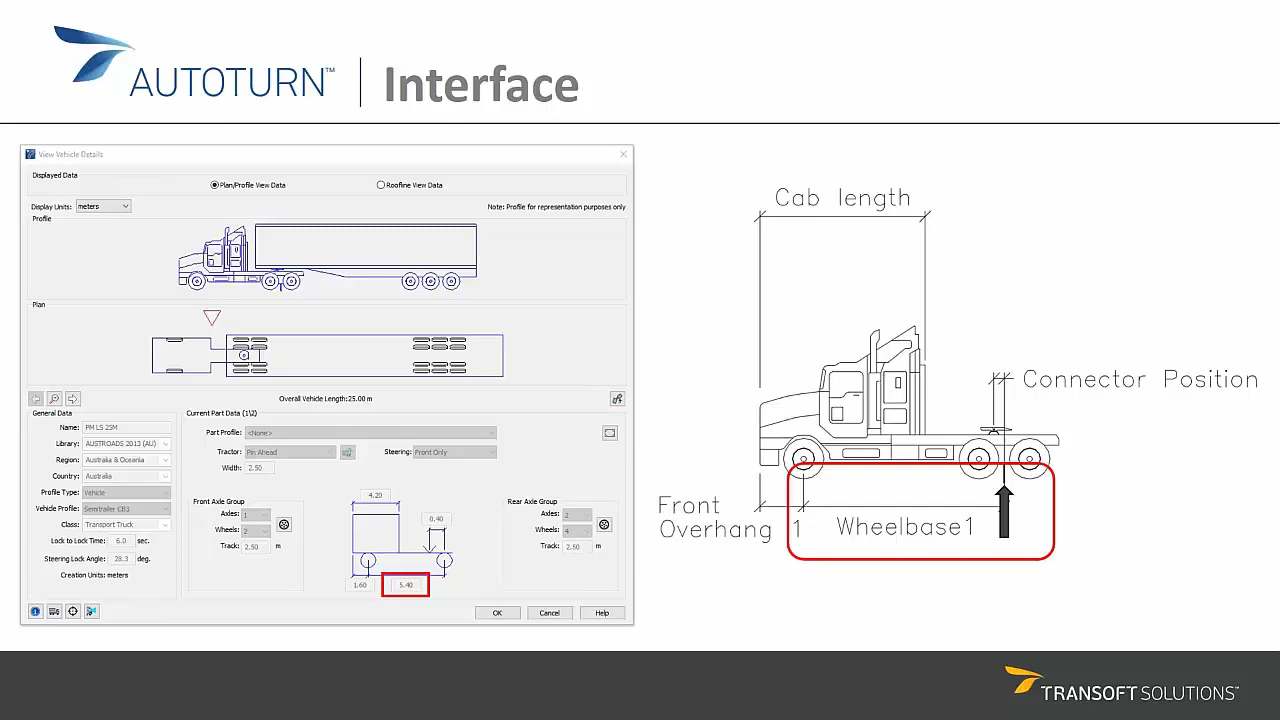 AUTOTURN™
Interface
View Vehicle Details
Displayed Data
Plan/Profile View Data
Roofline View Data
Display Units: meters
Note: Profile for representation purposes only
Profile
Plan
Overall Vehicle Length:25.00 m
General Data
Name: PM LS 25M
Library: AUSTROADS 2013 (AU)
Region: Australia & Oceania
Country: Australia
Profile Type: Vehicle
Vehicle Profile: Semitrailer CB3
Class: Transport Truck
Lock to Lock Time: 6.0 sec.
Steering Lock Angle: 28.3 deg.
Creation Units: meters
Current Part Data (1\2)
Part Profile: <None>
Tractor: Pin Ahead
Steering: Front Only
Width: 2.50
Front Axle Group
Axles: 1
Wheels: 2
Track: 2.50 m
4.20
0.40
1.60
5.40
Rear Axle Group
Axles: 2
Wheels: 4
Track: 2.50 m
OK
Cancel
Help
Cab length
Connector Position
Front
Overhang 1
Wheelbase1
TRANSOFT SOLUTIONS™